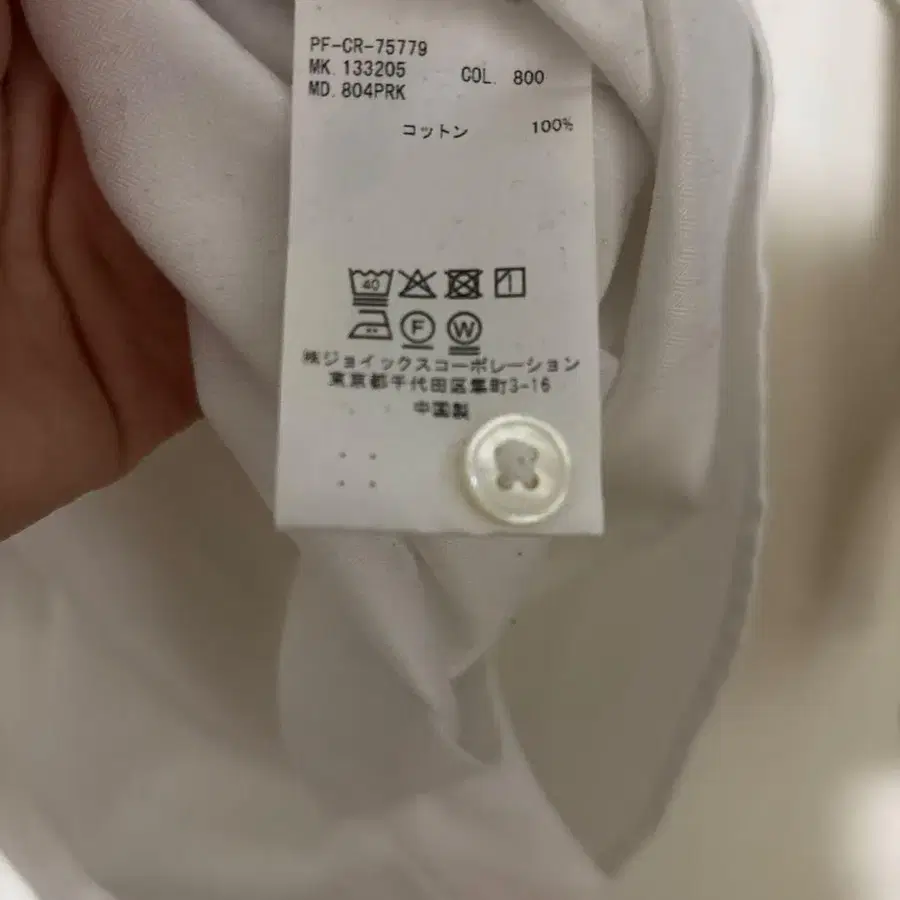 PF-CR-75779
MK. 133205 COL. 800
MD. 804PRK
コットン 100%
40
F W
㈱ジョイックスコーポレーション
東京都千代田区隼町3-16
中国製